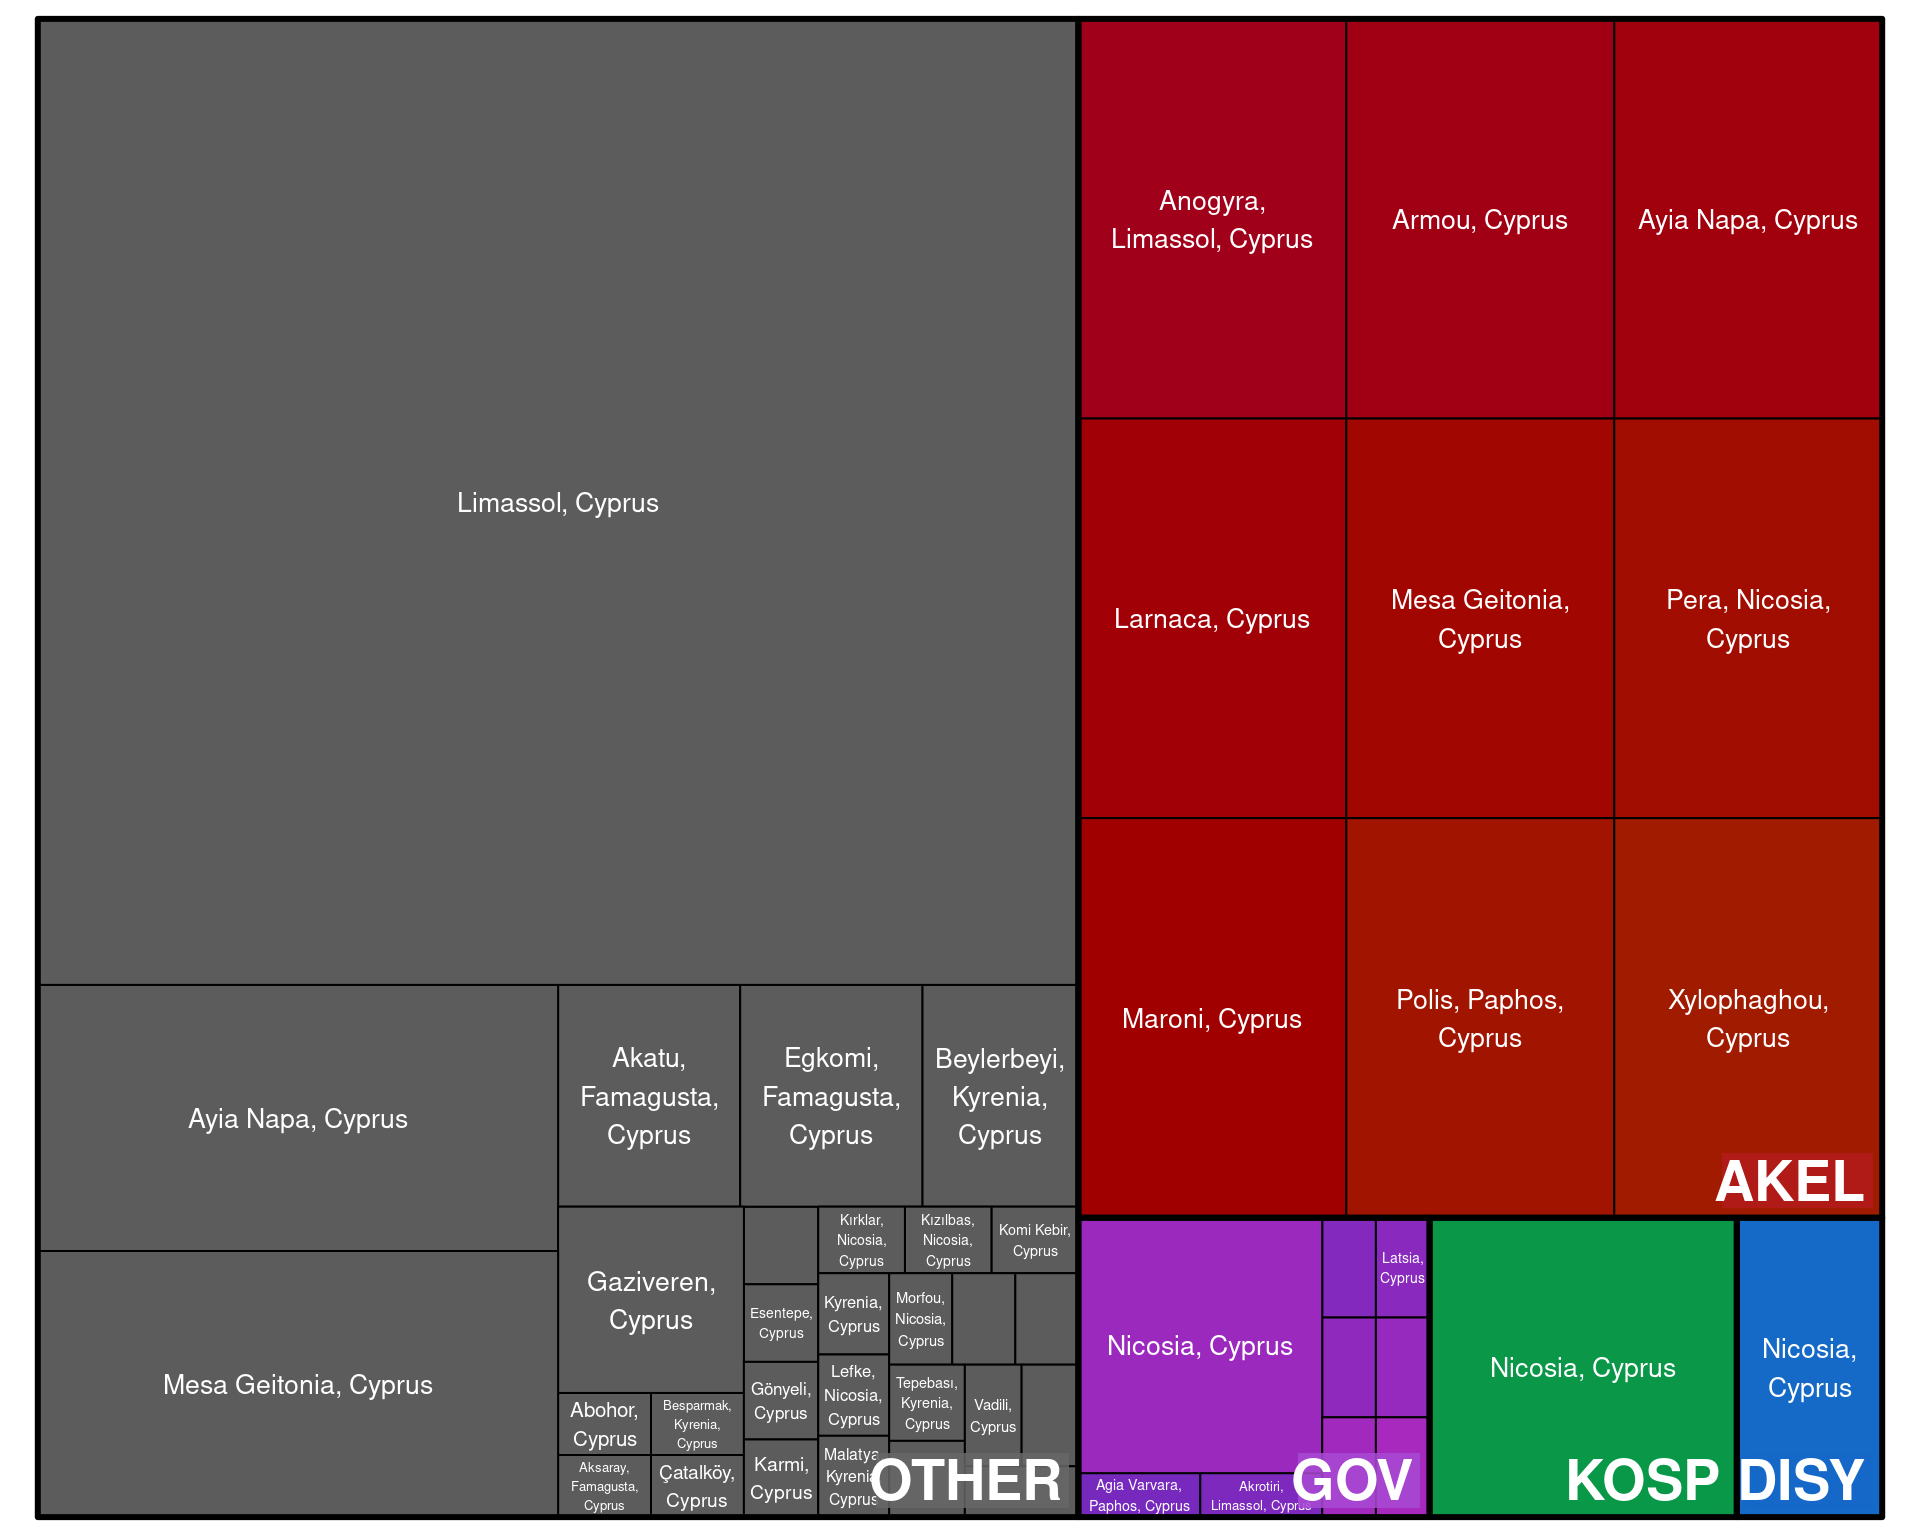 Limassol, Cyprus
Ayia Napa, Cyprus
Mesa Geitonia, Cyprus
Akatu,
Famagusta,
Cyprus
Egkomi,
Famagusta,
Cyprus
Beylerbeyi,
Kyrenia,
Cyprus
Gaziveren,
Cyprus
Abohor,
Cyprus
Besparmak,
Kyrenia,
Cyprus
Aksaray,
Famagusta,
Cyprus
Çatalköy,
Cyprus
Esentepe,
Cyprus
Gönyeli,
Cyprus
Karmi,
Cyprus
Kırklar,
Nicosia,
Cyprus
Kızılbas,
Nicosia,
Cyprus
Komi Kebir,
Cyprus
Kyrenia,
Cyprus
Lefke,
Nicosia,
Cyprus
Malatya
Kyrenia
Cyprus
Morfou,
Nicosia,
Cyprus
Tepebası,
Kyrenia,
Cyprus
Vadili,
Cyprus
OTHER
Anogyra,
Limassol, Cyprus
Armou, Cyprus
Ayia Napa, Cyprus
Larnaca, Cyprus
Mesa Geitonia,
Cyprus
Pera, Nicosia,
Cyprus
Maroni, Cyprus
Polis, Paphos,
Cyprus
Xylophaghou,
Cyprus
AKEL
Nicosia, Cyprus
Latsia,
Cyprus
Agia Varvara,
Paphos, Cyprus
Akrotiri,
Limassol, Cyprus
GOV
Nicosia, Cyprus
KOSP
Nicosia,
Cyprus
DISY